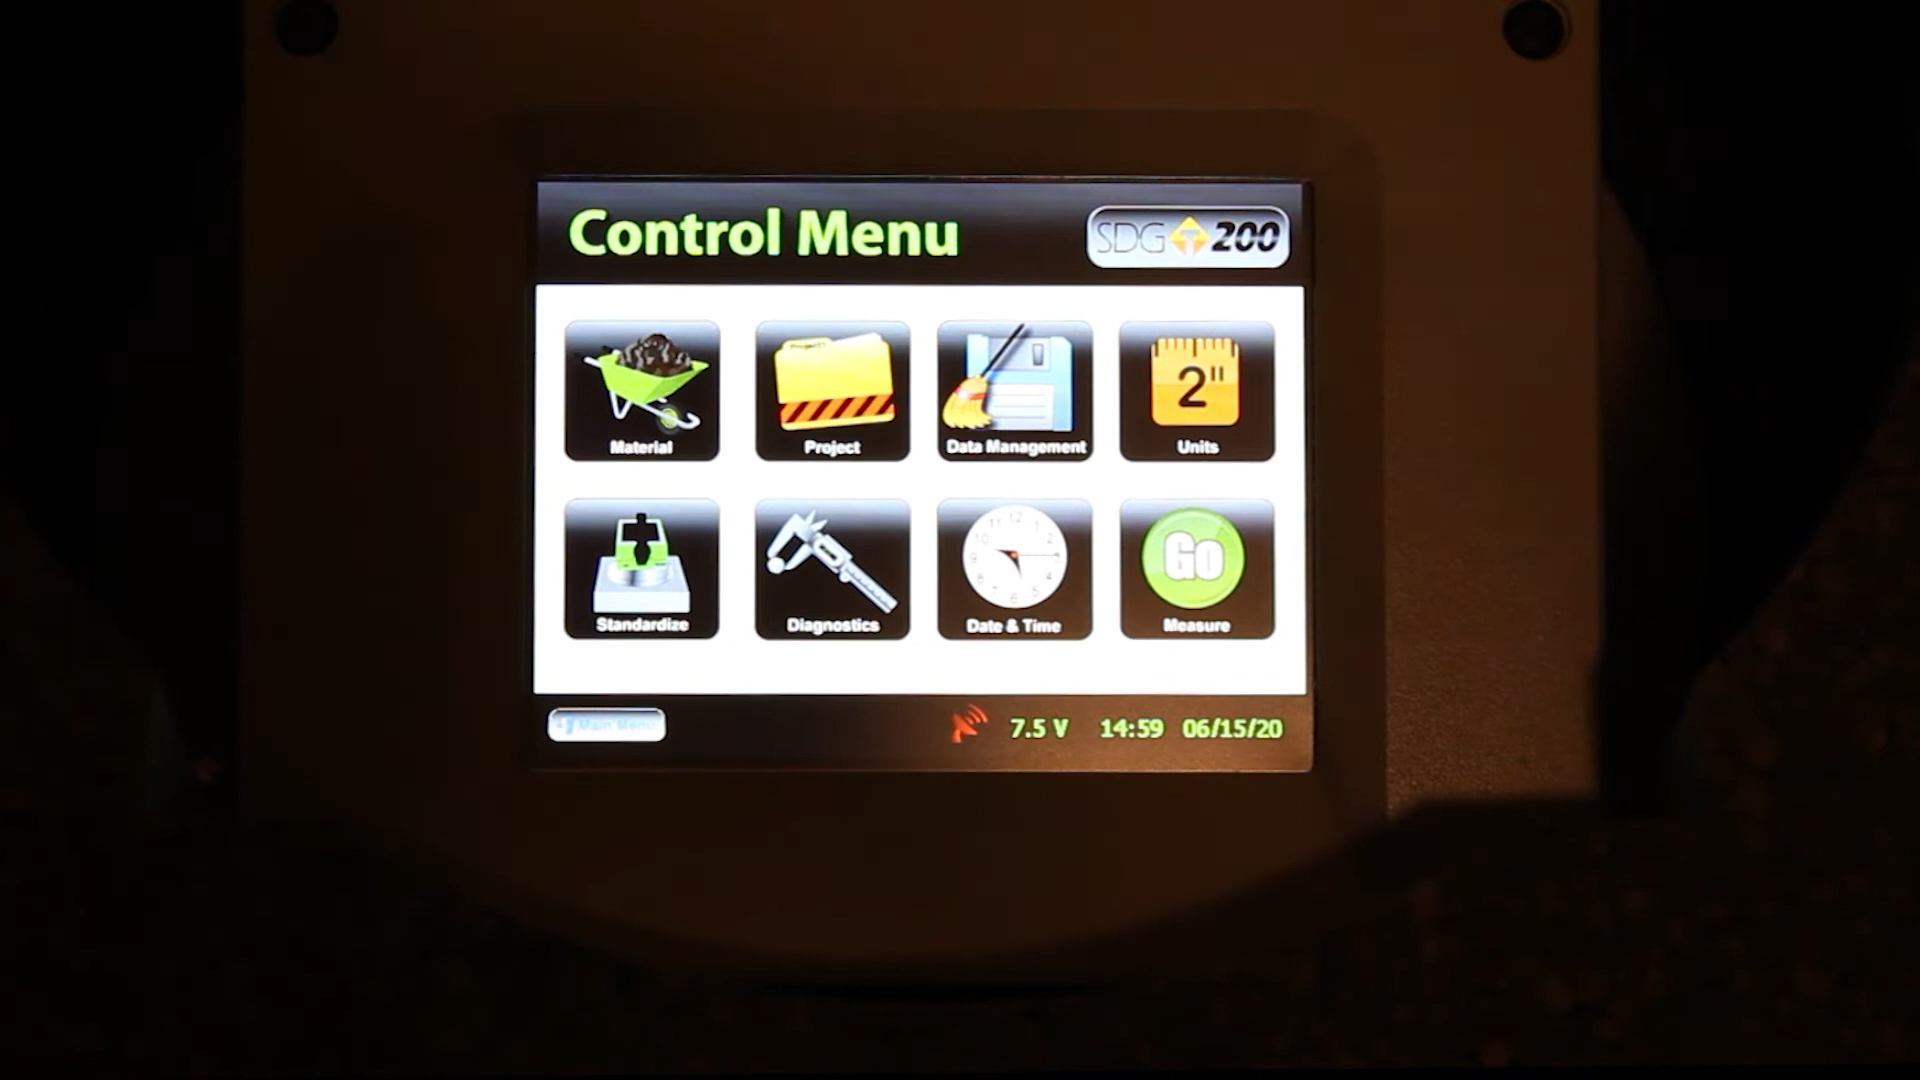 Control Menu
SDG 200
Material
Project
Data Management
2"
Units
Standardize
Diagnostics
Date & Time
Go
Measure
Main Menu
7.5 V 14:59 06/15/20